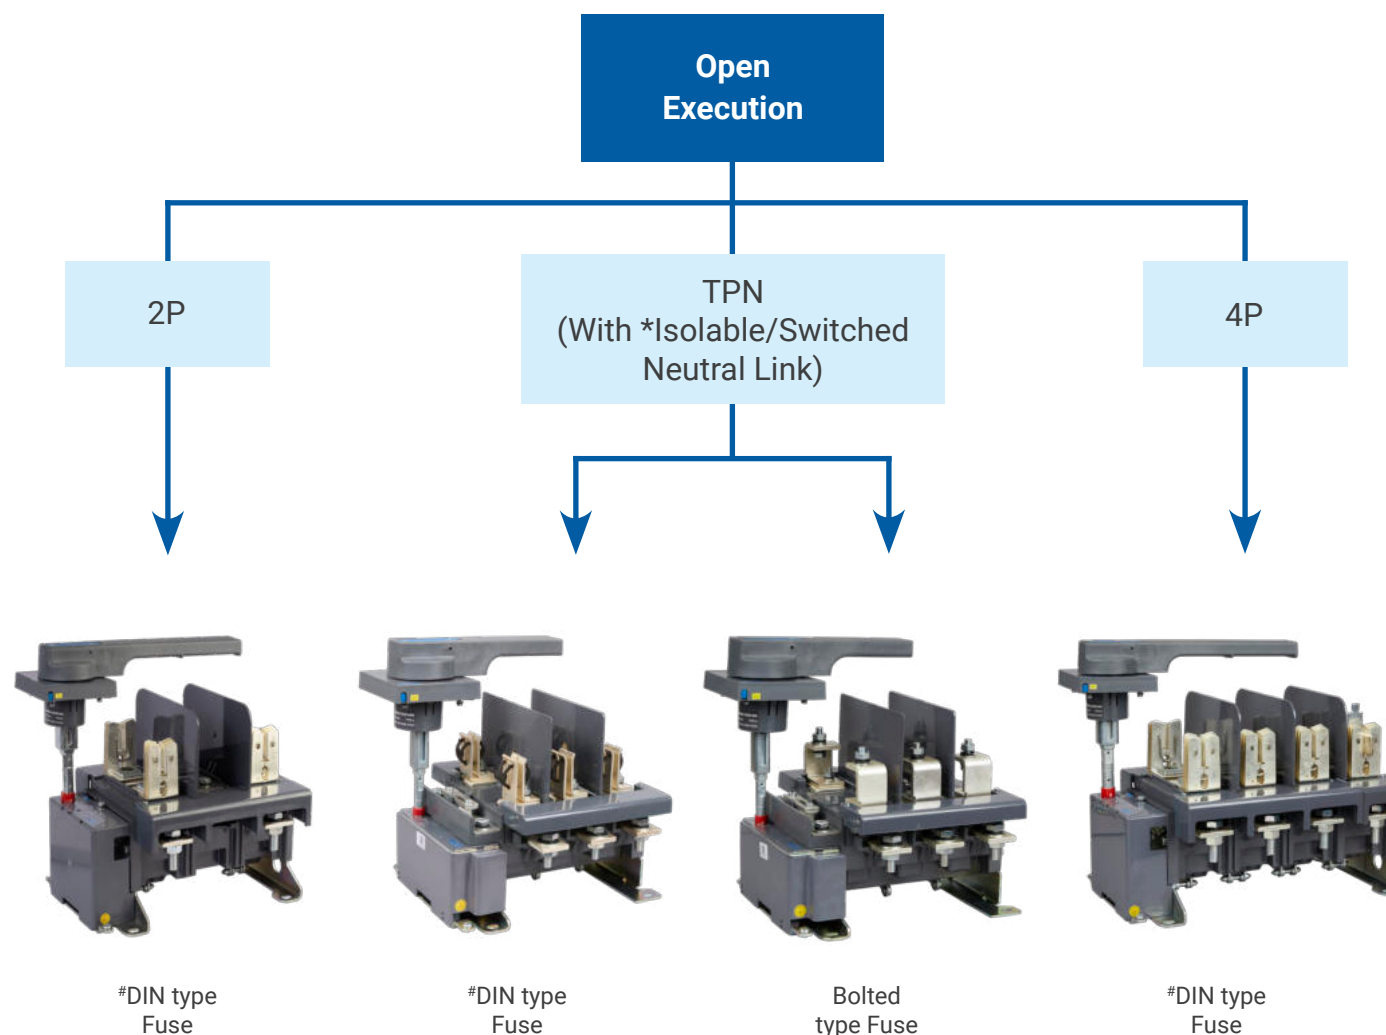 Open
Execution
2P
TPN
(With *Isolable/Switched
Neutral Link)
4P
#DIN type
Fuse
#DIN type
Fuse
Bolted
type Fuse
#DIN type
Fuse